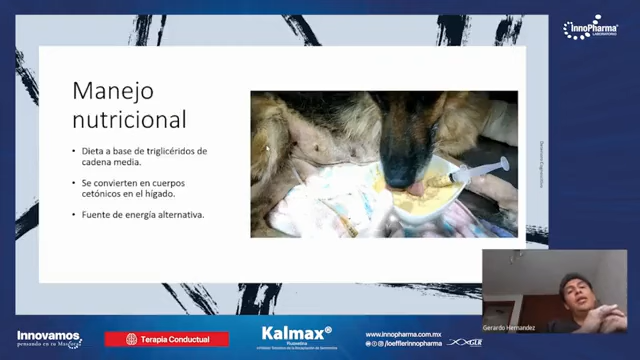 InnoPharma
LABORATORIO
Manejo
nutricional
• Dieta a base de triglicéridos de
cadena media.
• Se convierten en cuerpos
cetónicos en el hígado.
• Fuente de energía alternativa.
Gerardo Hernandez
Innovamos
pensando en tu
Terapia Conductual
Kalmax®
www.innopharma.com.mx
/loefflerinnopharma